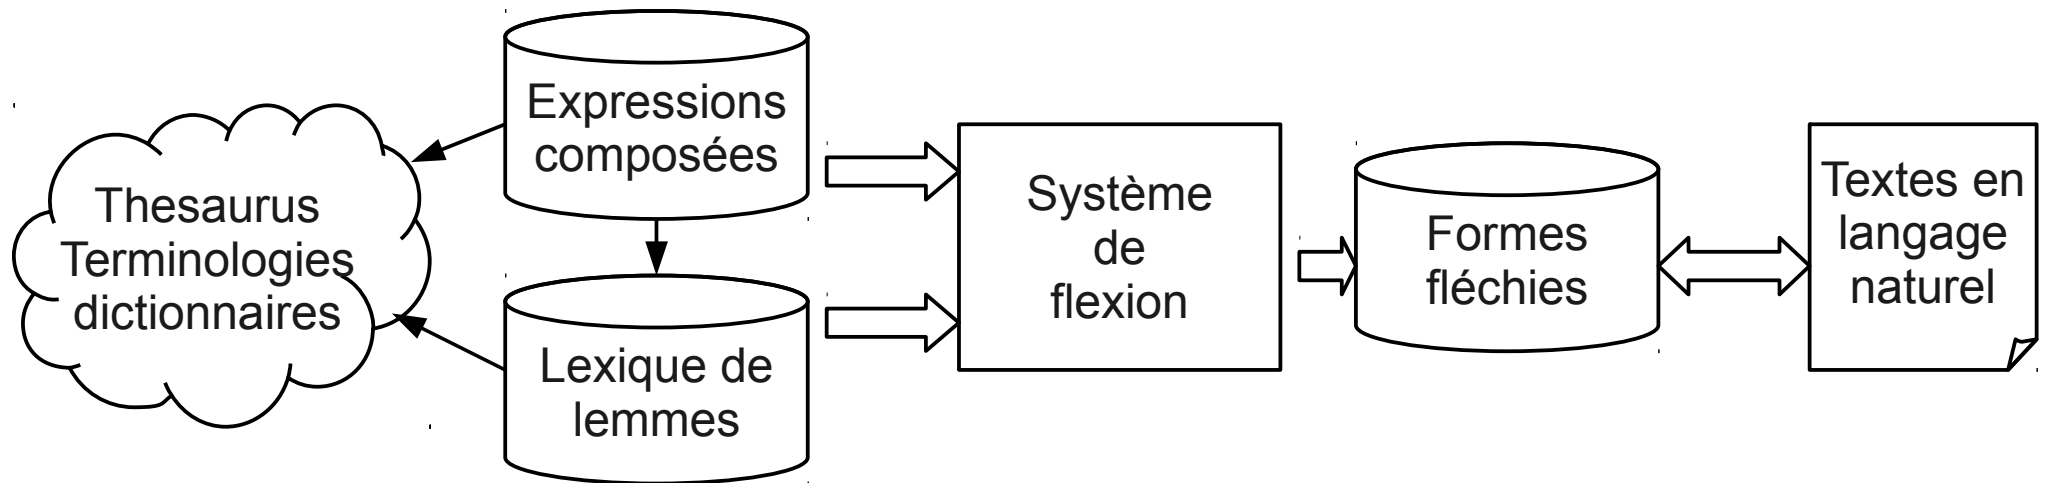 Thesaurus
Terminologies
dictionnaires
Expressions
composées
Lexique de
lemmes
Système
de
flexion
Formes
fléchies
Textes en
langage
naturel